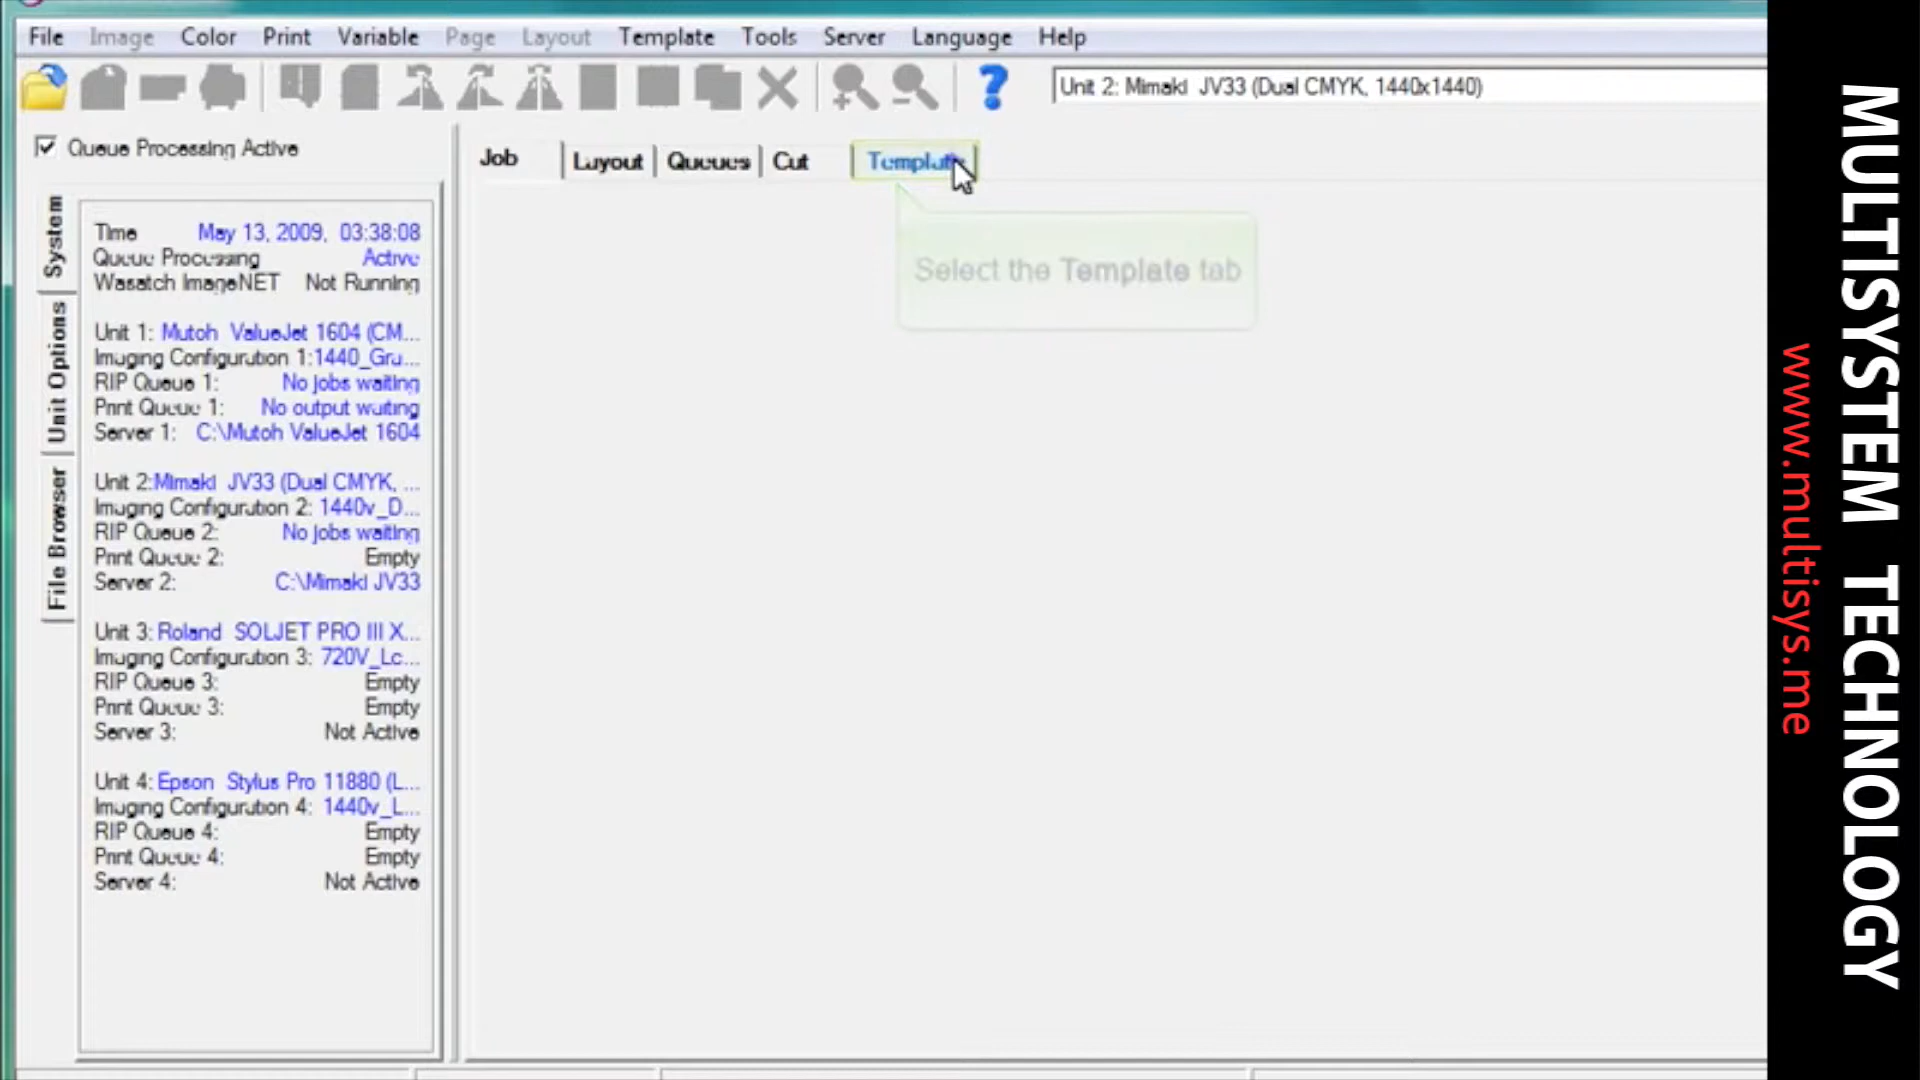 File Image Color Print Variable Page Layout Template Tools Server Language Help
Unit 2: Mimaki JV33 (Dual CMYK, 1440x1440)
Queue Processing Active
Job Layout Queues Cut Template
Select the Template tab
System
Unit Options
File Browser
Time May 13, 2009, 03:38:08
Queue Processing Active
Wasatch ImageNET Not Running
Unit 1: Mutoh ValueJet 1604 (CM...
Imaging Configuration 1:1440_Gra...
RIP Queue 1: No jobs waiting
Print Queue 1: No output waiting
Server 1: C:\Mutoh ValueJet 1604
Unit 2:Mimaki JV33 (Dual CMYK, ...
Imaging Configuration 2: 1440v_D...
RIP Queue 2: No jobs waiting
Print Queue 2: Empty
Server 2: C:\Mimaki JV33
Unit 3: Roland SOLJET PRO III X...
Imaging Configuration 3: 720V_Lc...
RIP Queue 3: Empty
Print Queue 3: Empty
Server 3: Not Active
Unit 4: Epson Stylus Pro 11880 (L...
Imaging Configuration 4: 1440v_L...
RIP Queue 4: Empty
Print Queue 4: Empty
Server 4: Not Active
MULTISYSTEM TECHNOLOGY
www.multisys.me